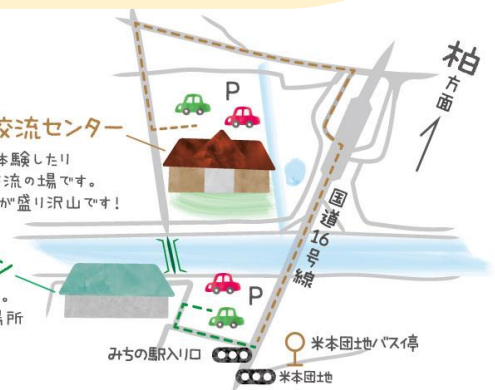 柏
方面
P
交流センター
体験したり
流の場です。
が盛り沢山です!
国道16号線
ン
。
場所
P
米本団地バス停
みちの駅入り口
米本団地